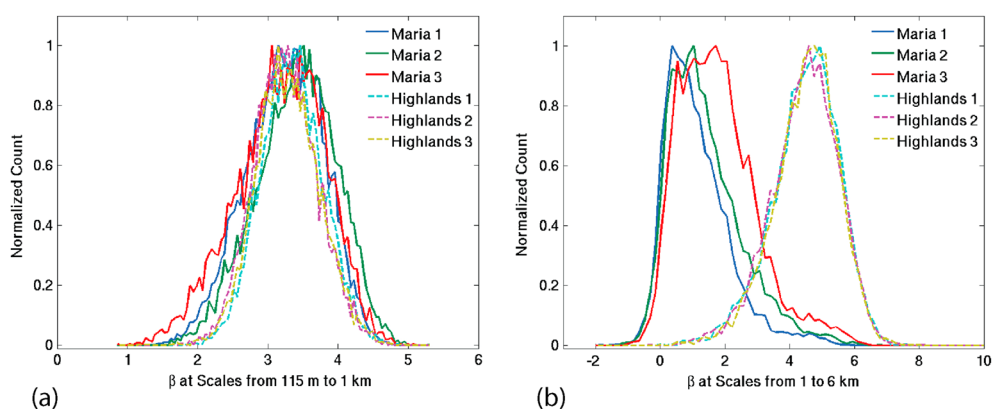 Normalized Count
1
0.8
0.6
0.4
0.2
0
0
1
2
3
4
5
6
Maria 1
Maria 2
Maria 3
Highlands 1
Highlands 2
Highlands 3
β at Scales from 115 m to 1 km
(a)
Normalized Count
1
0.8
0.6
0.4
0.2
0
-2
0
2
4
6
8
10
Maria 1
Maria 2
Maria 3
Highlands 1
Highlands 2
Highlands 3
β at Scales from 1 to 6 km
(b)